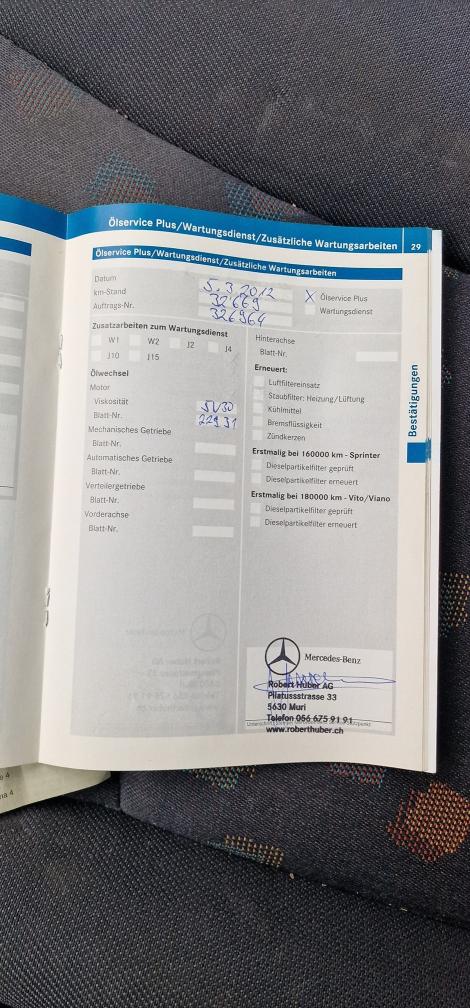 Ölservice Plus/Wartungsdienst/Zusätzliche Wartungsarbeiten 29
Ölservice Plus/Wartungsdienst/Zusätzliche Wartungsarbeiten
Datum 5.3.2012
km-Stand 32669
Auftrags-Nr. 326964
X Ölservice Plus
Wartungsdienst
Zusatzarbeiten zum Wartungsdienst
W1 W2 J2 J4
J10 J15
Ölwechsel
Motor
Viskosität 5W30
Blatt-Nr. 229.31
Mechanisches Getriebe
Blatt-Nr.
Automatisches Getriebe
Blatt-Nr.
Verteilergetriebe
Blatt-Nr.
Vorderachse
Blatt-Nr.
Hinterachse
Blatt-Nr.
Erneuert:
Luftfiltereinsatz
Staubfilter: Heizung/Lüftung
Kühlmittel
Bremsflüssigkeit
Zündkerzen
Erstmalig bei 160000 km - Sprinter
Dieselpartikelfilter geprüft
Dieselpartikelfilter erneuert
Erstmalig bei 180000 km - Vito/Viano
Dieselpartikelfilter geprüft
Dieselpartikelfilter erneuert
Mercedes-Benz
Robert Huber AG
Pilatusstrasse 33
5630 Muri
Telefon 056 675 91 91
www.roberthuber.ch
Bestätigungen